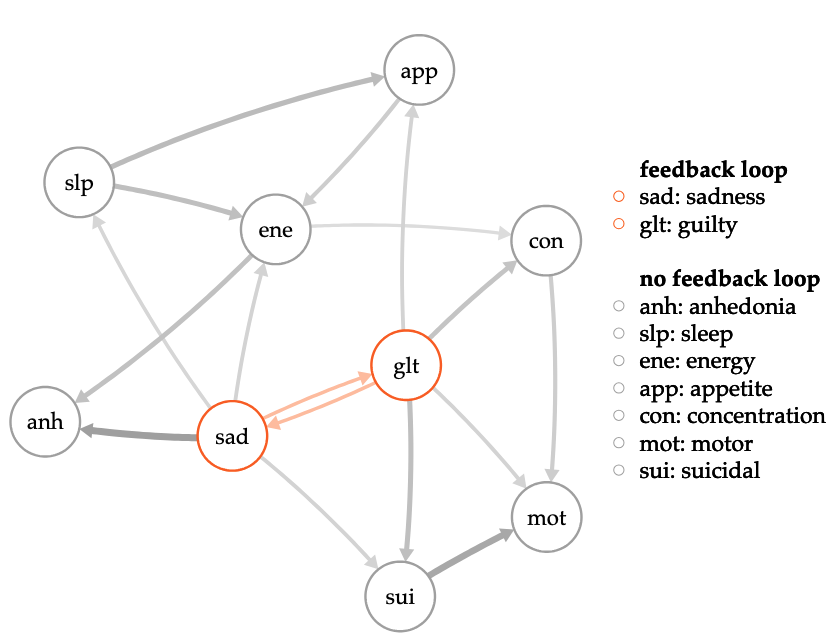 app
slp
ene
con
glt
anh
sad
mot
sui
feedback loop
sad: sadness
glt: guilty
no feedback loop
anh: anhedonia
slp: sleep
ene: energy
app: appetite
con: concentration
mot: motor
sui: suicidal